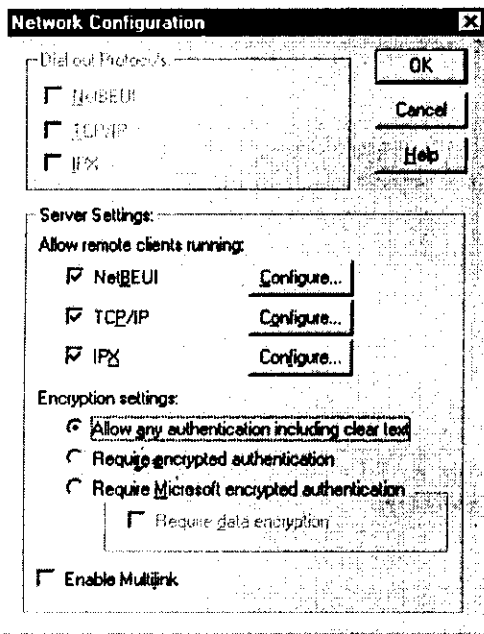 Network Configuration
Dial out Protocols:
NetBEUI
TCP/IP
IPX
OK
Cancel
Help
Server Settings:
Allow remote clients running:
NetBEUI Configure...
TCP/IP Configure...
IPX Configure...
Encryption settings:
Allow any authentication including clear text
Require encrypted authentication
Require Microsoft encrypted authentication
Require data encryption
Enable Multilink